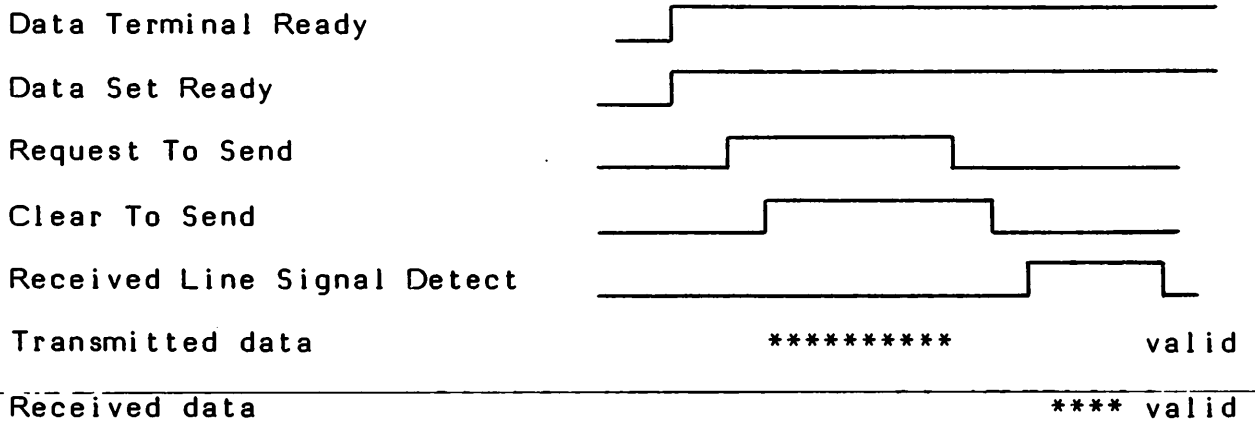 Data Terminal Ready
Data Set Ready
Request To Send
Clear To Send
Received Line Signal Detect
Transmitted data ********** valid
Received data **** valid